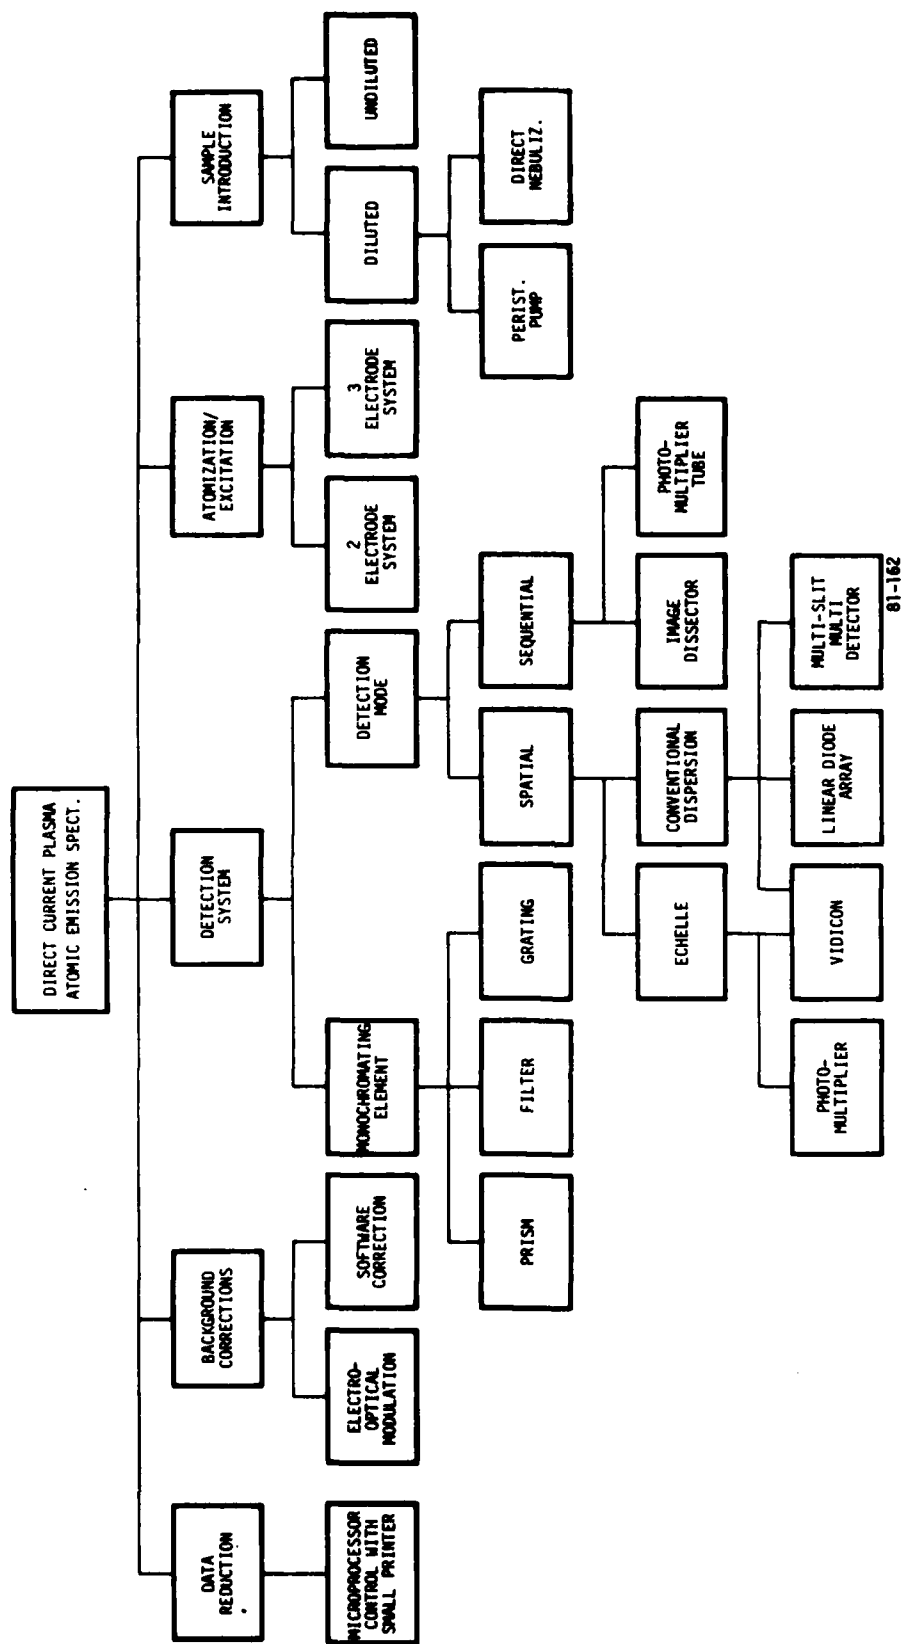 DIRECT CURRENT PLASMA
ATOMIC EMISSION SPECT.
DATA
REDUCTION
BACKGROUND
CORRECTIONS
DETECTION
SYSTEM
ATOMIZATION/
EXCITATION
SAMPLE
INTRODUCTION
MICROPROCESSOR
CONTROL WITH
SMALL PRINTER
ELECTRO-
OPTICAL
MODULATION
SOFTWARE
CORRECTION
MONOCHROMATING
ELEMENT
DETECTION
MODE
2
ELECTRODE
SYSTEM
3
ELECTRODE
SYSTEM
DILUTED
UNDILUTED
PRISM
FILTER
GRATING
SPATIAL
SEQUENTIAL
PERIST.
PUMP
DIRECT
NEBULIZ.
ECHELLE
CONVENTIONAL
DISPERSION
IMAGE
DISSECTOR
PHOTO-
MULTIPLIER
TUBE
PHOTO-
MULTIPLIER
VIDICON
LINEAR DIODE
ARRAY
MULTI-SLIT
MULTI
DETECTOR
81-162